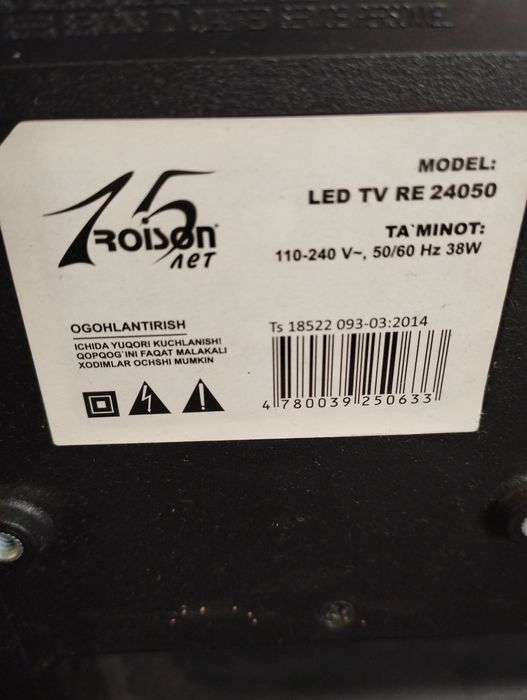 15
ROISON
лет
MODEL:
LED TV RE 24050
TA`MINOT:
110-240 V~, 50/60 Hz 38W
OGOHLANTIRISH
ICHIDA YUQORI KUCHLANISH!
QOPQOG`INI FAQAT MALAKALI
XODIMLAR OCHSHI MUMKIN
Ts 18522 093-03:2014
4 780039 250633